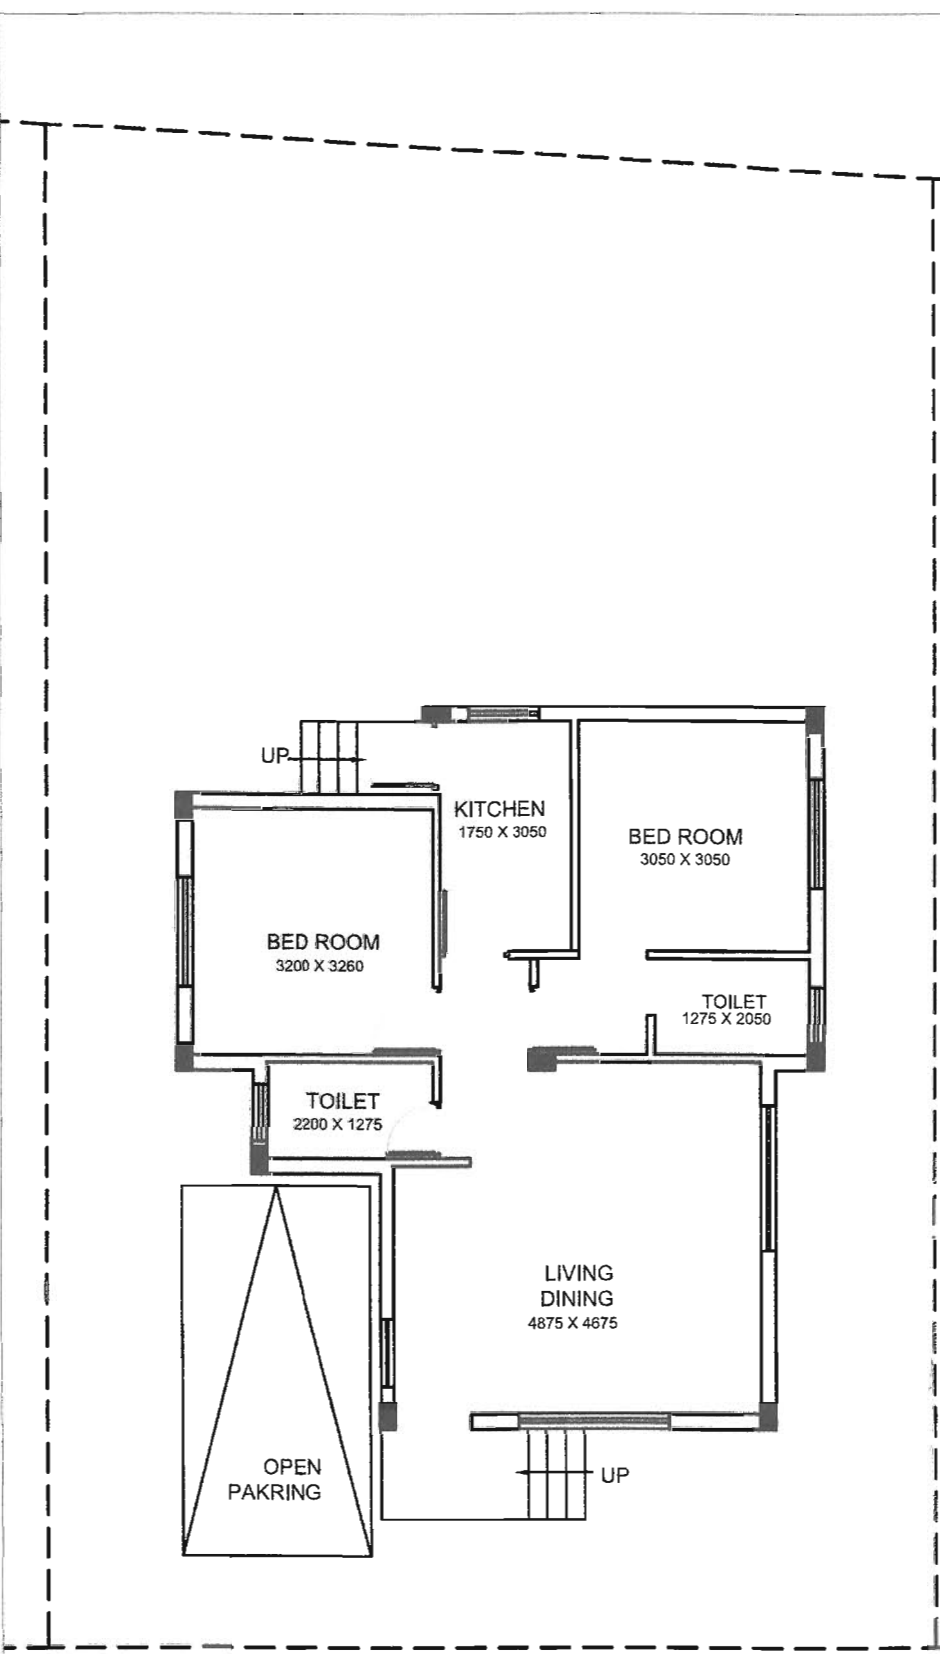 UP
KITCHEN
1750 X 3050
BED ROOM
3050 X 3050
BED ROOM
3200 X 3260
TOILET
1275 X 2050
TOILET
2200 X 1275
LIVING
DINING
4875 X 4675
OPEN
PAKRING
UP